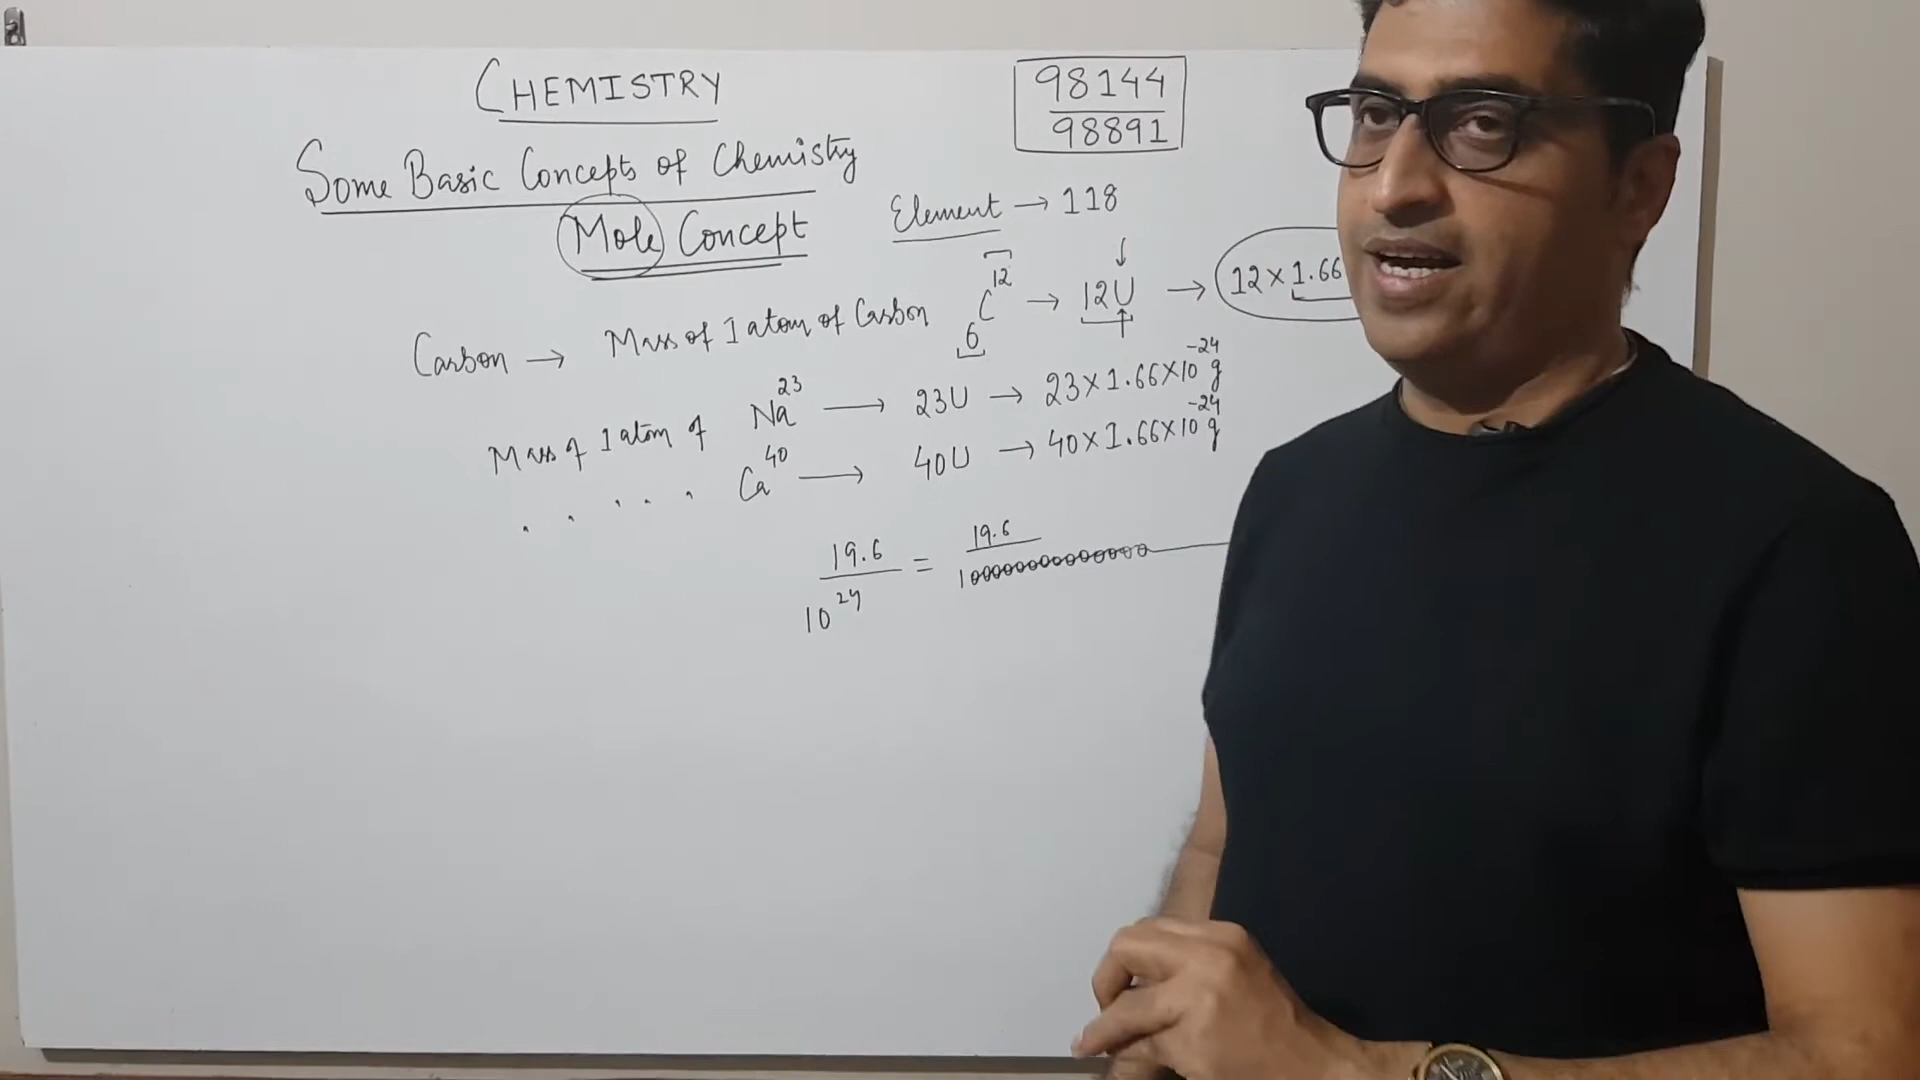 CHEMISTRY
98144
98891
Some Basic Concepts of Chemistry
Mole Concept
Element → 118
Carbon → Mass of 1 atom of Carbon ₆C¹² → 12U → 12 × 1.66
Mass of 1 atom of Na²³ → 23U → 23 × 1.66 × 10⁻²⁴ g
" " " " " Ca⁴⁰ → 40U → 40 × 1.66 × 10⁻²⁴ g
19.6 / 10²⁴ = 19.6 / 100000000000000